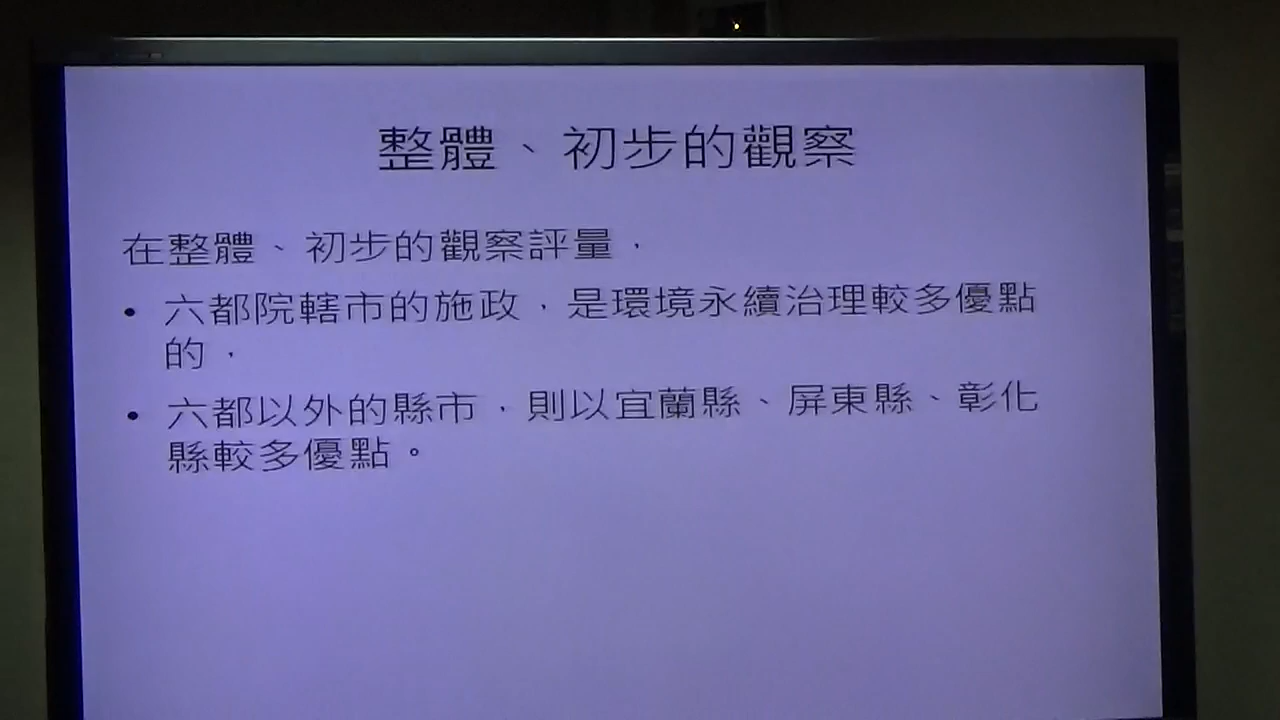 整體、初步的觀察
在整體、初步的觀察評量，
• 六都院轄市的施政，是環境永續治理較多優點
的，
• 六都以外的縣市，則以宜蘭縣、屏東縣、彰化
縣較多優點。